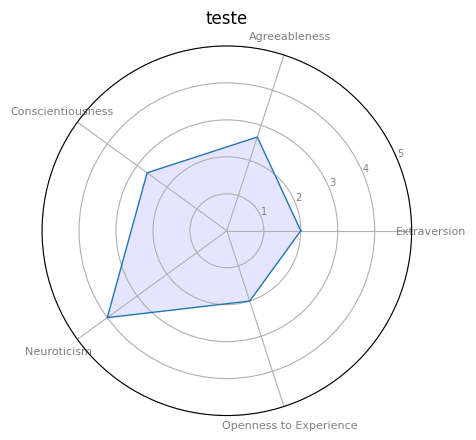 teste
Agreeableness
Conscientiousness
5
4
3
2
1
Extraversion
Neuroticism
Openness to Experience